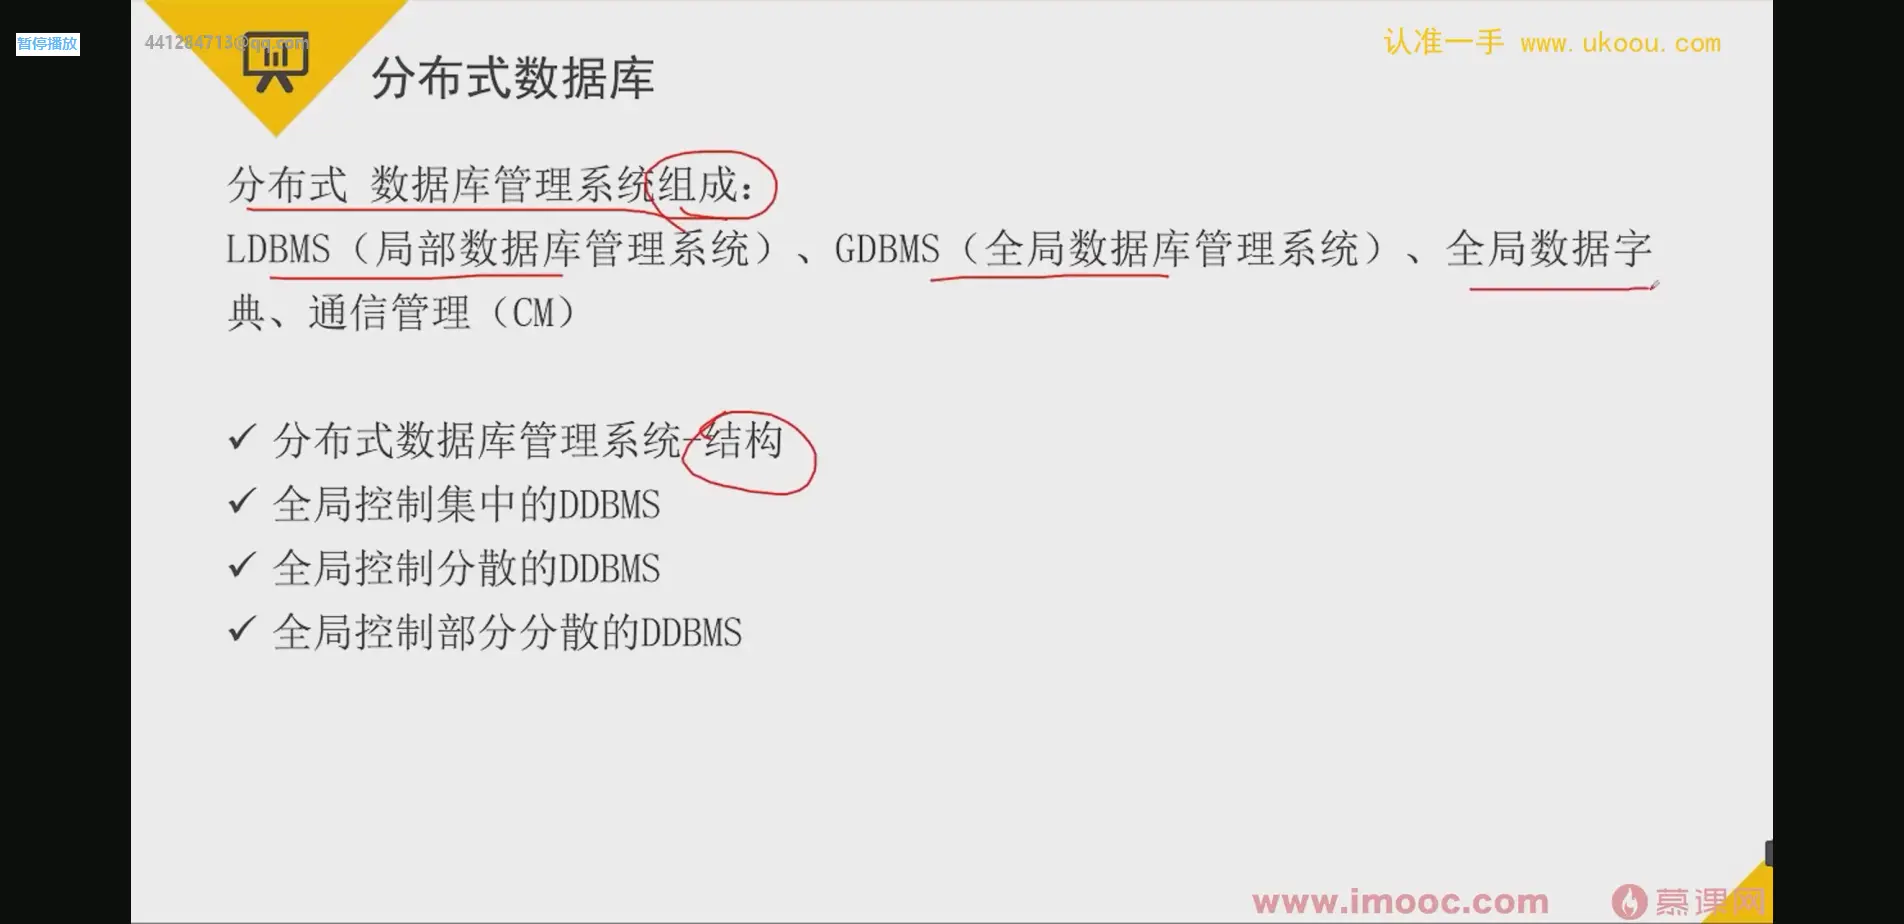 暂停播放
441284713@qq.com
认准一手 www.ukoou.com
分布式数据库
分布式 数据库管理系统组成：
LDBMS（局部数据库管理系统）、GDBMS（全局数据库管理系统）、全局数据字
典、通信管理（CM）
✓ 分布式数据库管理系统-结构
✓ 全局控制集中的DDBMS
✓ 全局控制分散的DDBMS
✓ 全局控制部分分散的DDBMS
www.imooc.com 慕课网